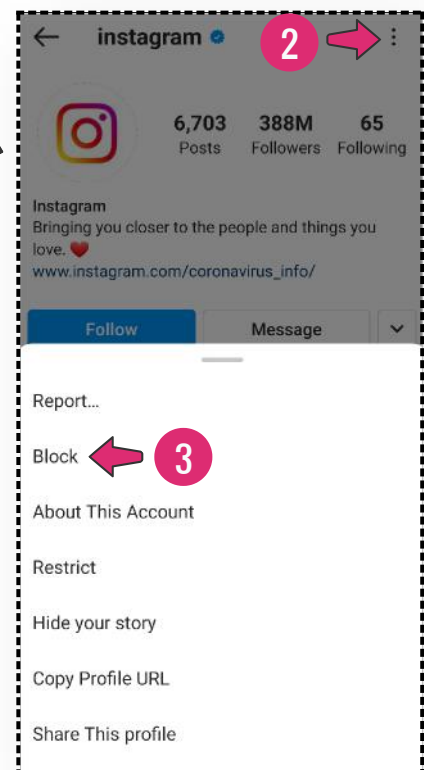 instagram
2
6,703 388M 65
Posts Followers Following
Instagram
Bringing you closer to the people and things you
love. ❤️
www.instagram.com/coronavirus_info/
Follow Message
Report...
Block
3
About This Account
Restrict
Hide your story
Copy Profile URL
Share This profile